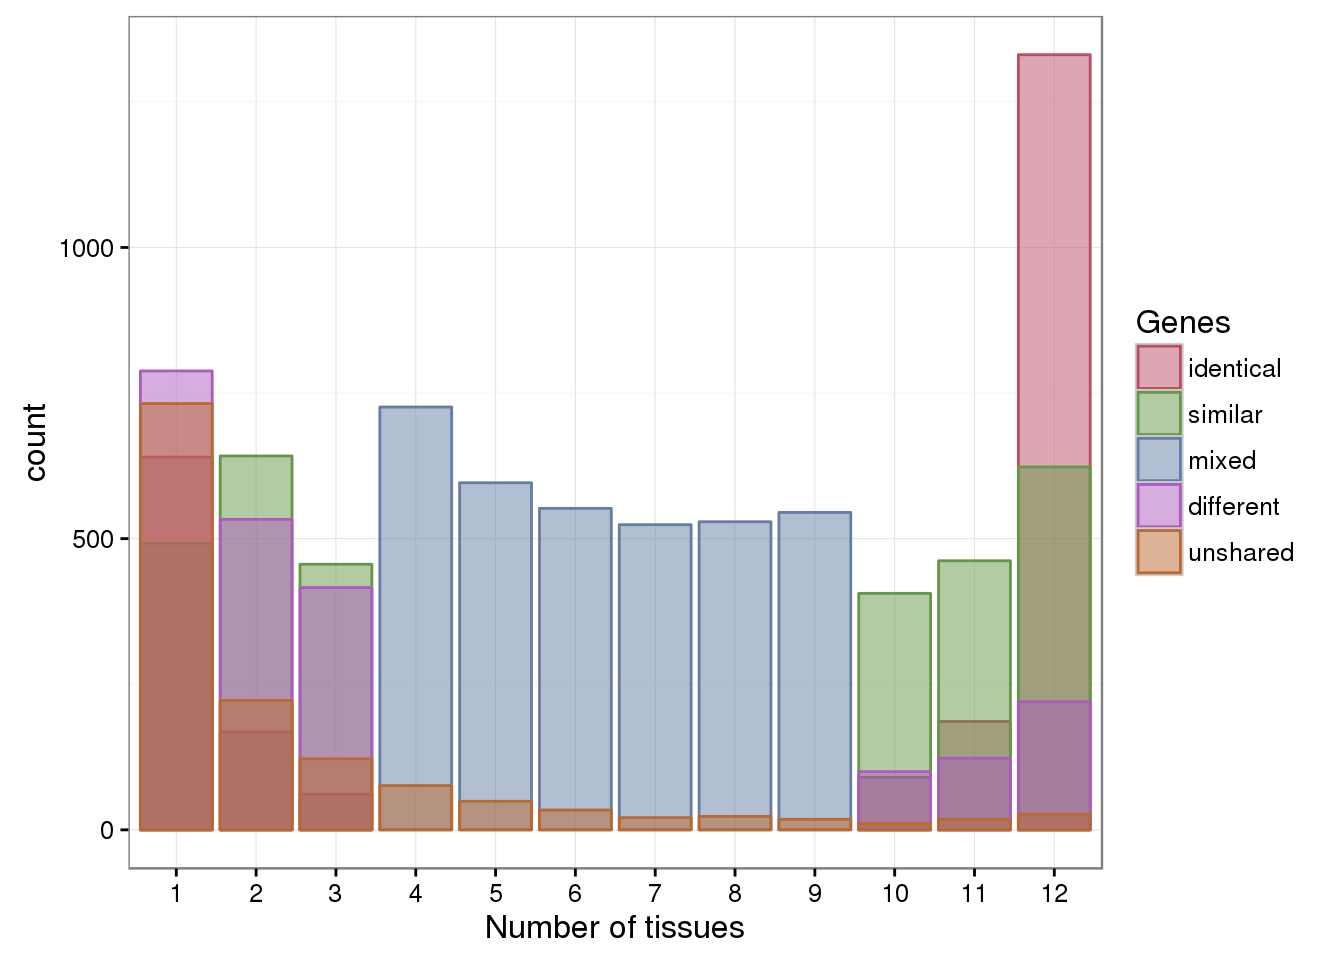 count
1000
500
0
1 2 3 4 5 6 7 8 9 10 11 12
Number of tissues
Genes
identical
similar
mixed
different
unshared